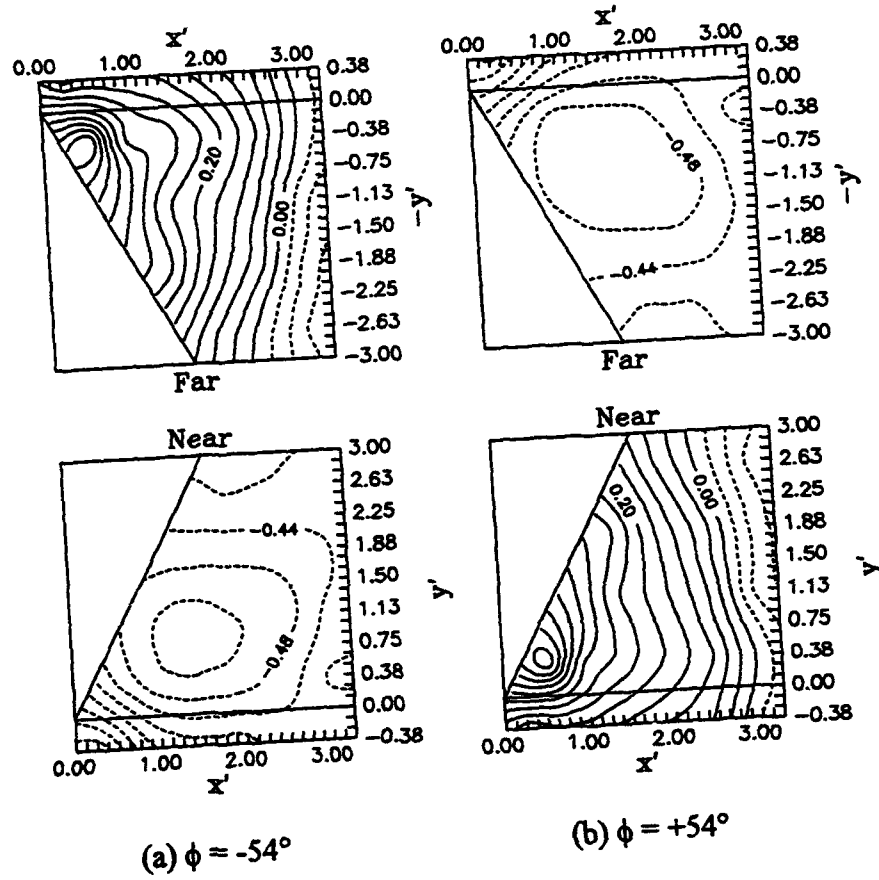 x'
0.00 1.00 2.00 3.00
0.38
0.00
-0.38
-0.75
-1.13
-1.50
-1.88
-2.25
-2.63
-3.00
-y'
0.20
0.00
Far
x'
0.00 1.00 2.00 3.00
0.38
0.00
-0.38
-0.75
-1.13
-1.50
-1.88
-2.25
-2.63
-3.00
-y'
-0.48
-0.44
Far
Near
3.00
2.63
2.25
1.88
1.50
1.13
0.75
0.38
0.00
-0.38
y'
-0.44
-0.48
0.00 1.00 2.00 3.00
x'
Near
3.00
2.63
2.25
1.88
1.50
1.13
0.75
0.38
0.00
-0.38
y'
0.20
0.00
0.00 1.00 2.00 3.00
x'
(a) ϕ = -54°
(b) ϕ = +54°